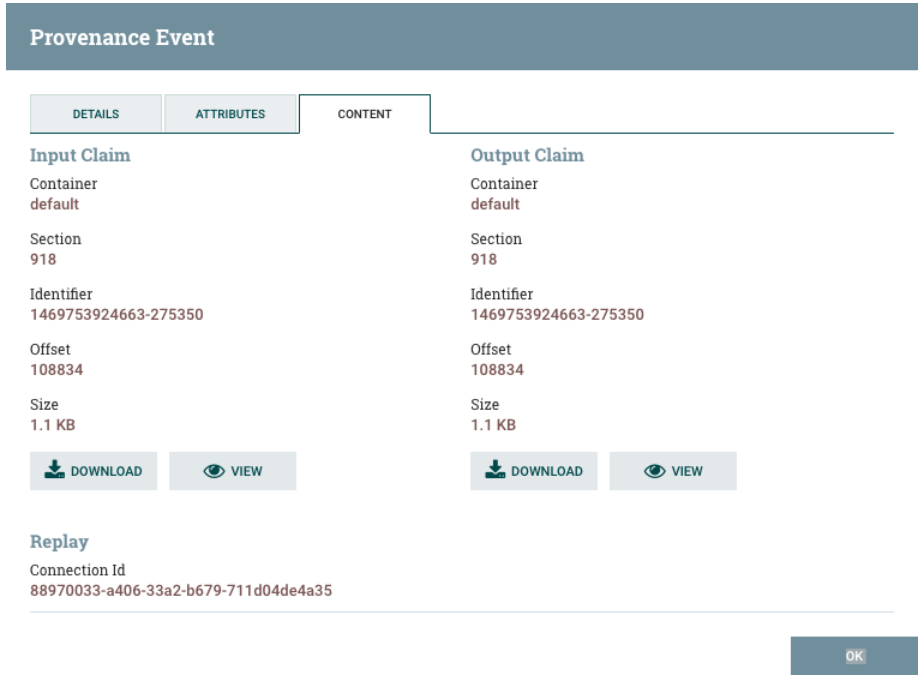 Provenance Event
DETAILS
ATTRIBUTES
CONTENT
Input Claim
Container
default
Section
918
Identifier
1469753924663-275350
Offset
108834
Size
1.1 KB
DOWNLOAD
VIEW
Output Claim
Container
default
Section
918
Identifier
1469753924663-275350
Offset
108834
Size
1.1 KB
DOWNLOAD
VIEW
Replay
Connection Id
88970033-a406-33a2-b679-711d04de4a35
OK